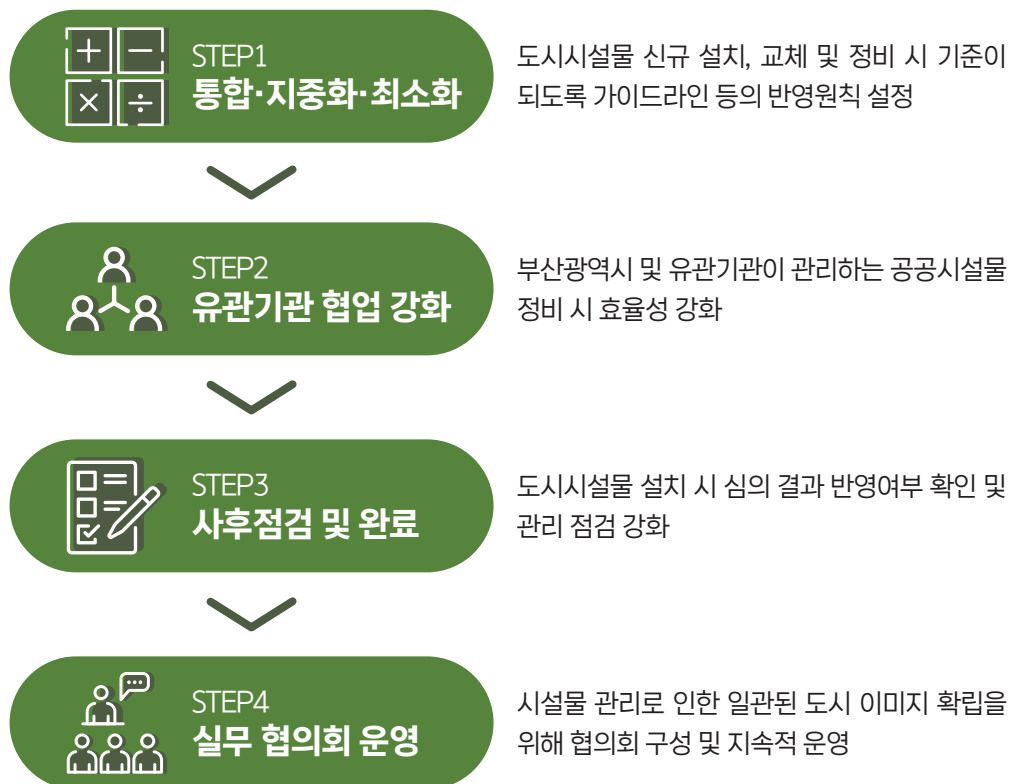 STEP1
통합·지중화·최소화
도시시설물 신규 설치, 교체 및 정비 시 기준이
되도록 가이드라인 등의 반영원칙 설정
STEP2
유관기관 협업 강화
부산광역시 및 유관기관이 관리하는 공공시설물
정비 시 효율성 강화
STEP3
사후점검 및 완료
도시시설물 설치 시 심의 결과 반영여부 확인 및
관리 점검 강화
STEP4
실무 협의회 운영
시설물 관리로 인한 일관된 도시 이미지 확립을
위해 협의회 구성 및 지속적 운영